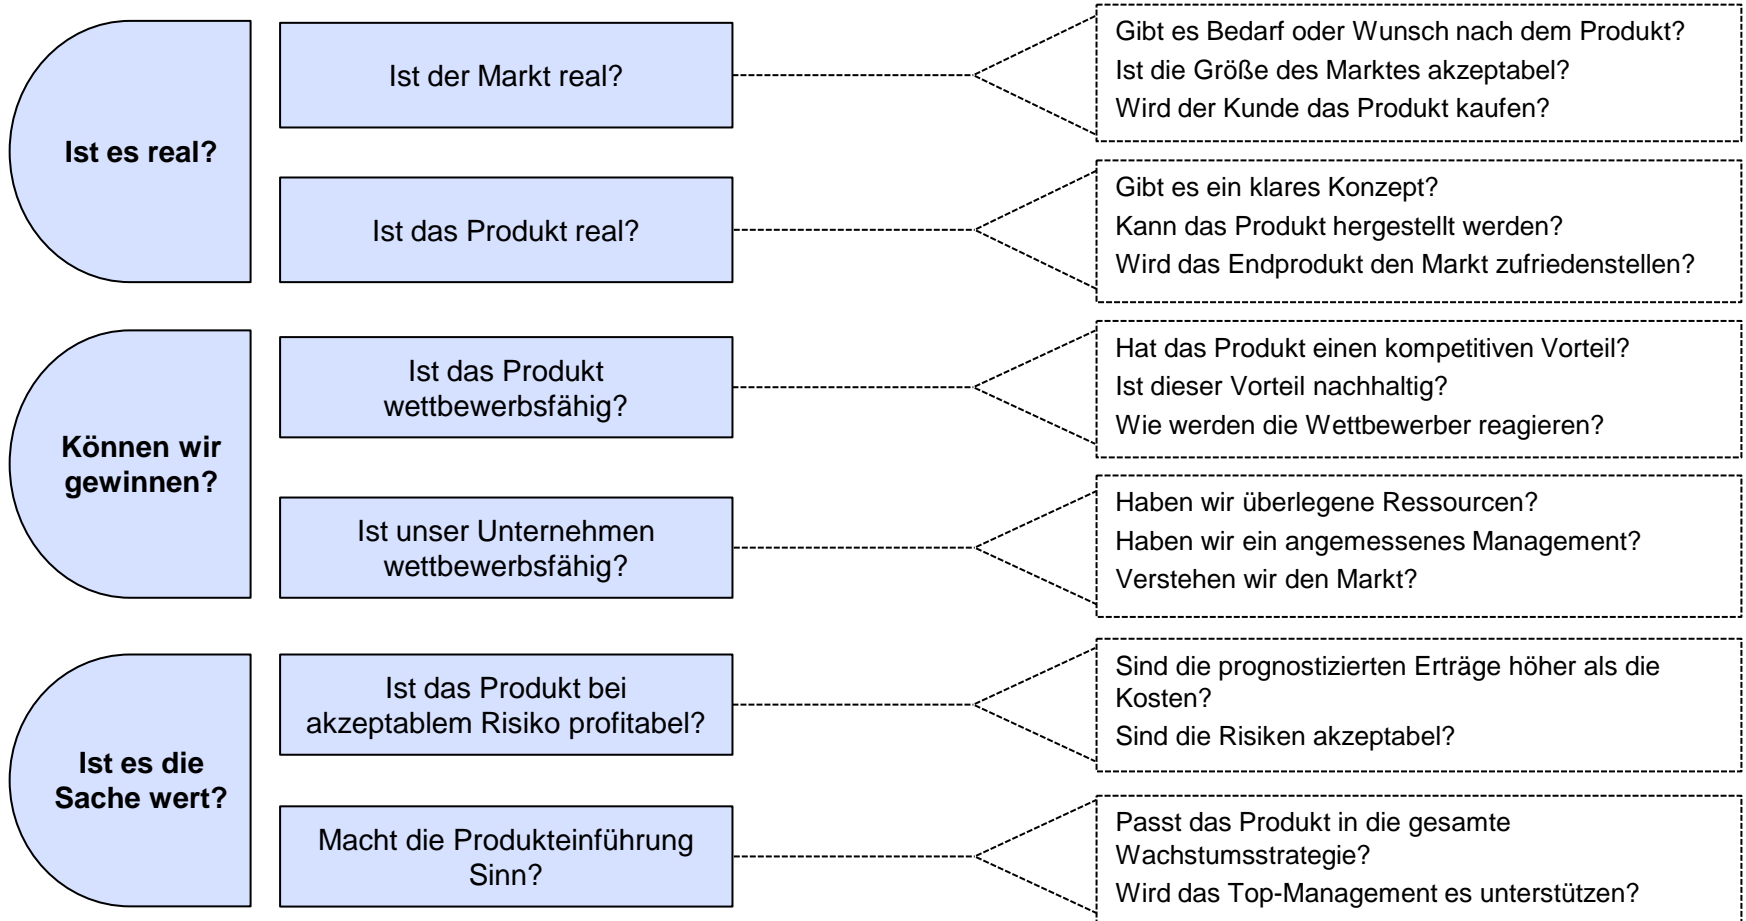 Ist es real?
Ist der Markt real?
Gibt es Bedarf oder Wunsch nach dem Produkt?
Ist die Größe des Marktes akzeptabel?
Wird der Kunde das Produkt kaufen?
Ist das Produkt real?
Gibt es ein klares Konzept?
Kann das Produkt hergestellt werden?
Wird das Endprodukt den Markt zufriedenstellen?
Können wir
gewinnen?
Ist das Produkt
wettbewerbsfähig?
Hat das Produkt einen kompetitiven Vorteil?
Ist dieser Vorteil nachhaltig?
Wie werden die Wettbewerber reagieren?
Ist unser Unternehmen
wettbewerbsfähig?
Haben wir überlegene Ressourcen?
Haben wir ein angemessenes Management?
Verstehen wir den Markt?
Ist es die
Sache wert?
Ist das Produkt bei
akzeptablem Risiko profitabel?
Sind die prognostizierten Erträge höher als die
Kosten?
Sind die Risiken akzeptabel?
Macht die Produkteinführung
Sinn?
Passt das Produkt in die gesamte
Wachstumsstrategie?
Wird das Top-Management es unterstützen?